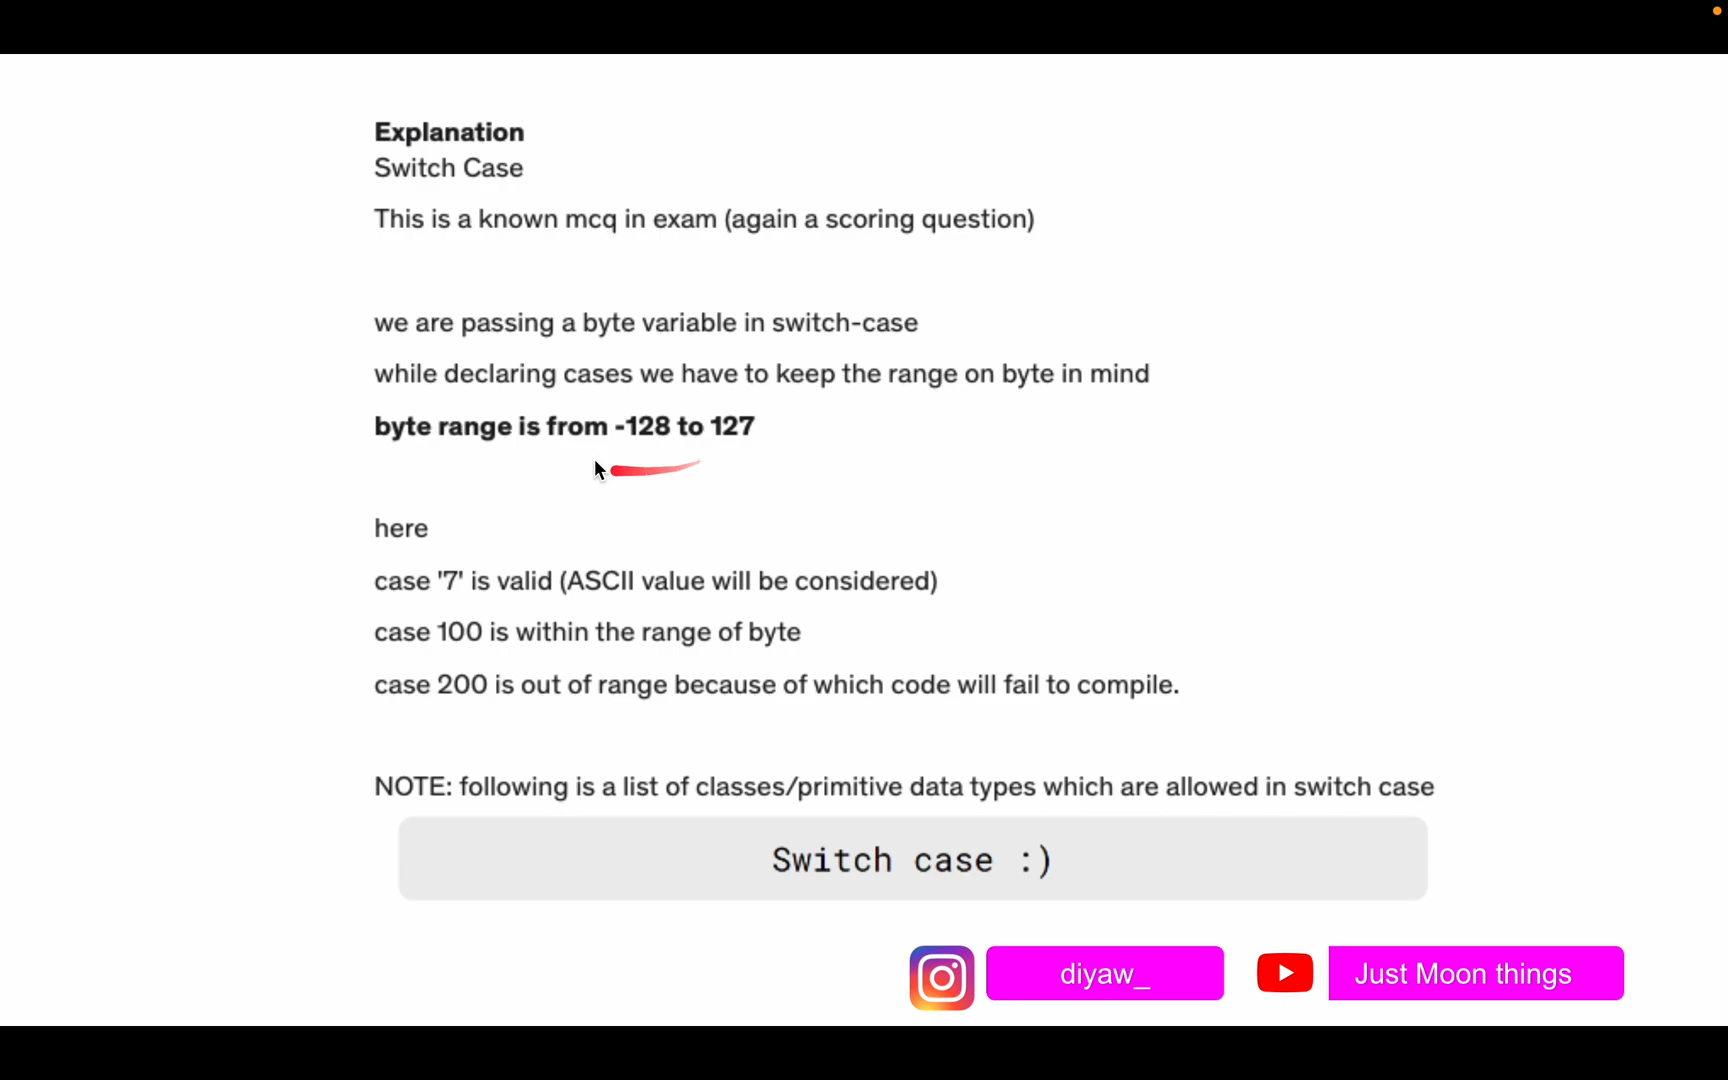 Explanation
Switch Case
This is a known mcq in exam (again a scoring question)
we are passing a byte variable in switch-case
while declaring cases we have to keep the range on byte in mind
byte range is from -128 to 127
here
case '7' is valid (ASCII value will be considered)
case 100 is within the range of byte
case 200 is out of range because of which code will fail to compile.
NOTE: following is a list of classes/primitive data types which are allowed in switch case
Switch case :)
diyaw_
Just Moon things